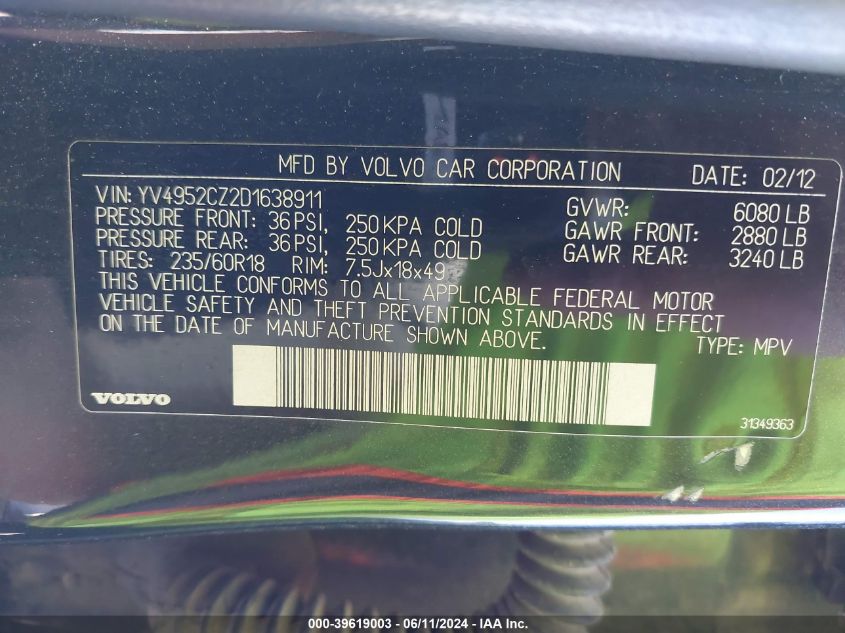 MFD BY VOLVO CAR CORPORATION DATE: 02/12
VIN: YV4952CZ2D1638911
PRESSURE FRONT: 36 PSI, 250 KPA COLD
PRESSURE REAR: 36 PSI, 250 KPA COLD
TIRES: 235/60R18 RIM: 7.5Jx18x49
GVWR: 6080 LB
GAWR FRONT: 2880 LB
GAWR REAR: 3240 LB
THIS VEHICLE CONFORMS TO ALL APPLICABLE FEDERAL MOTOR
VEHICLE SAFETY AND THEFT PREVENTION STANDARDS IN EFFECT
ON THE DATE OF MANUFACTURE SHOWN ABOVE.
TYPE: MPV
VOLVO
31349363
000-39619003 - 06/11/2024 - IAA Inc.